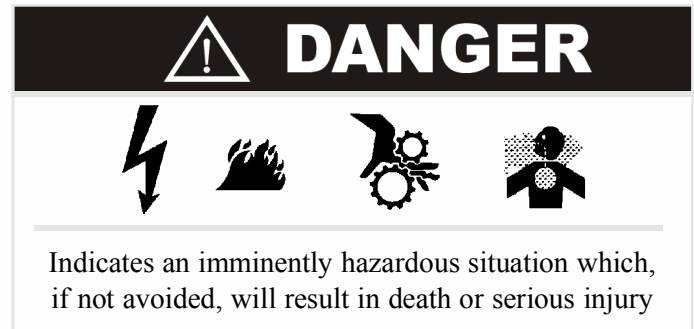 DANGER
Indicates an imminently hazardous situation which,
if not avoided, will result in death or serious injury